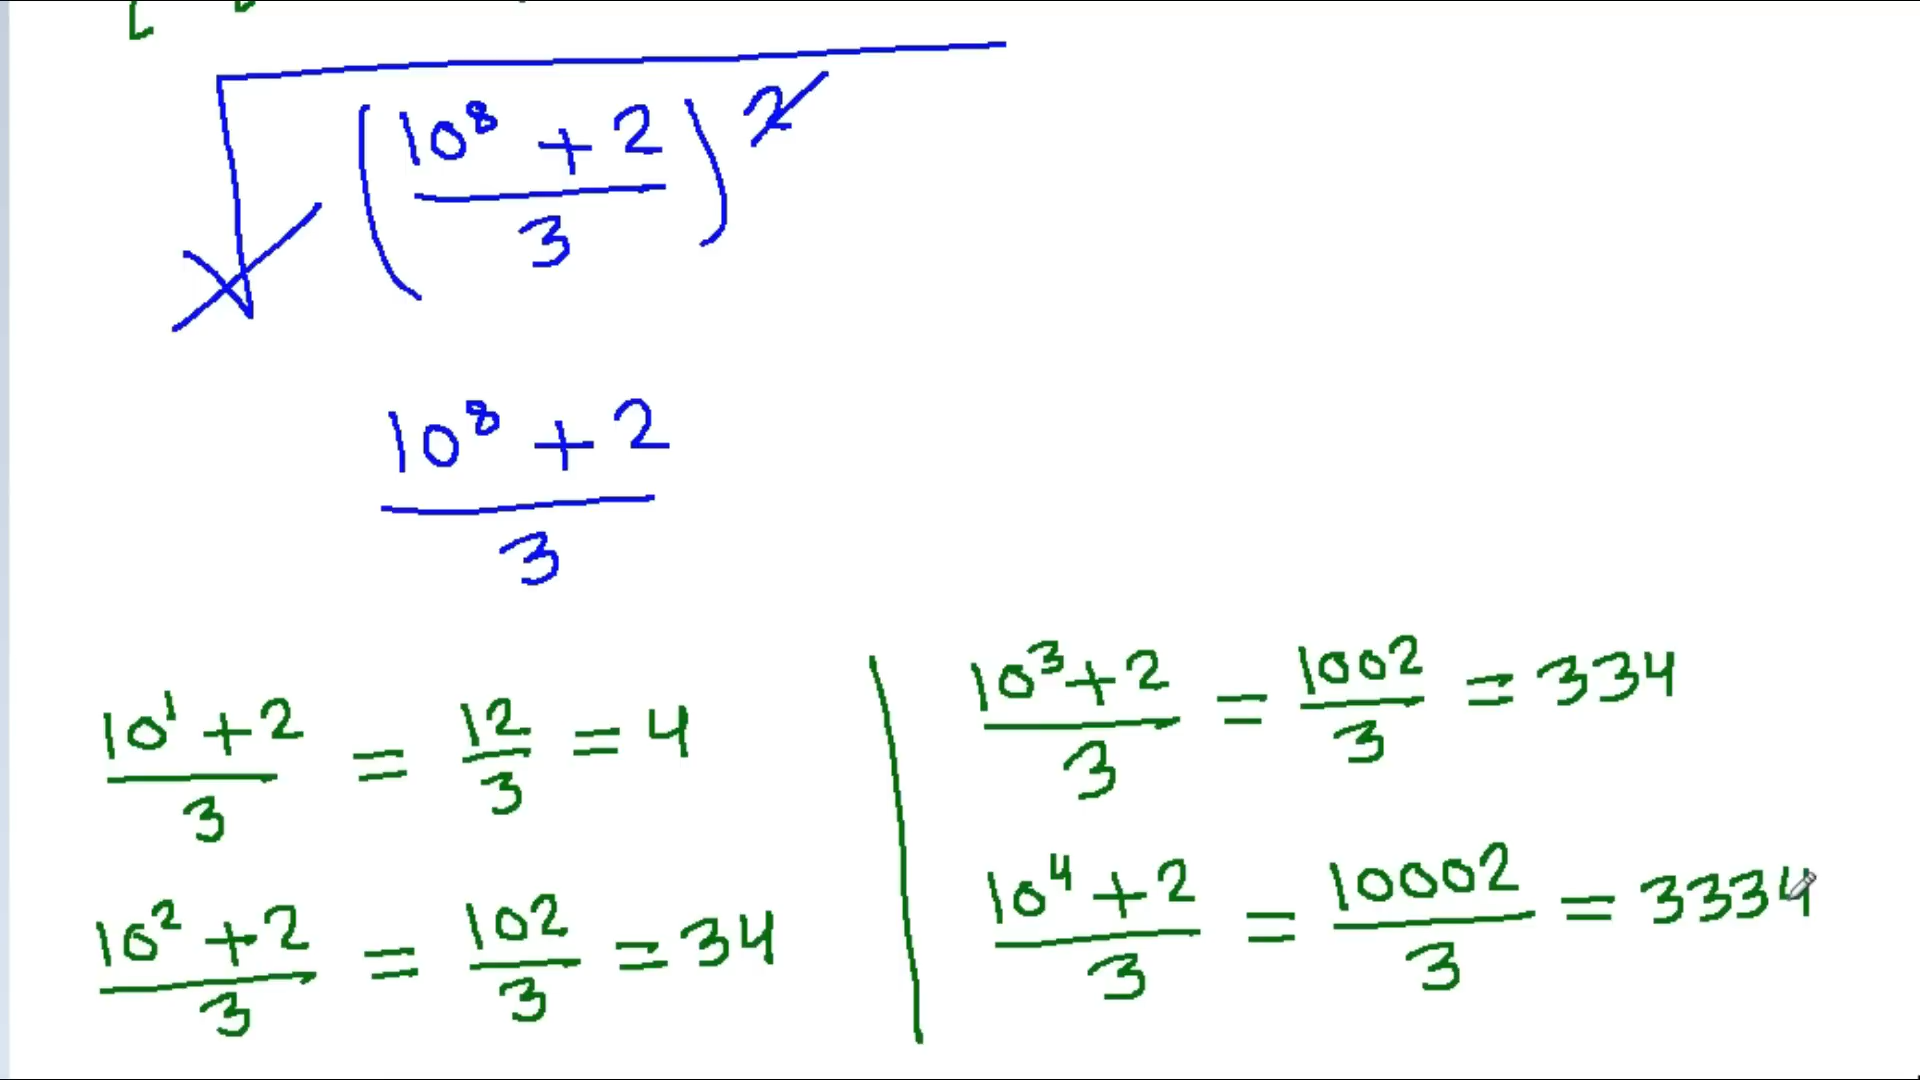 √((10⁸ + 2)/3)²
(10⁸ + 2)/3
(10¹ + 2)/3 = 12/3 = 4
(10² + 2)/3 = 102/3 = 34
(10³ + 2)/3 = 1002/3 = 334
(10⁴ + 2)/3 = 10002/3 = 3334